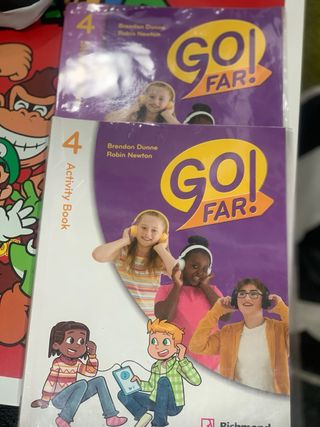 4
Brendan Dunne
Robin Newton
GO!
FAR!
4 Activity Book
Brendan Dunne
Robin Newton
GO!
FAR!
Richmond